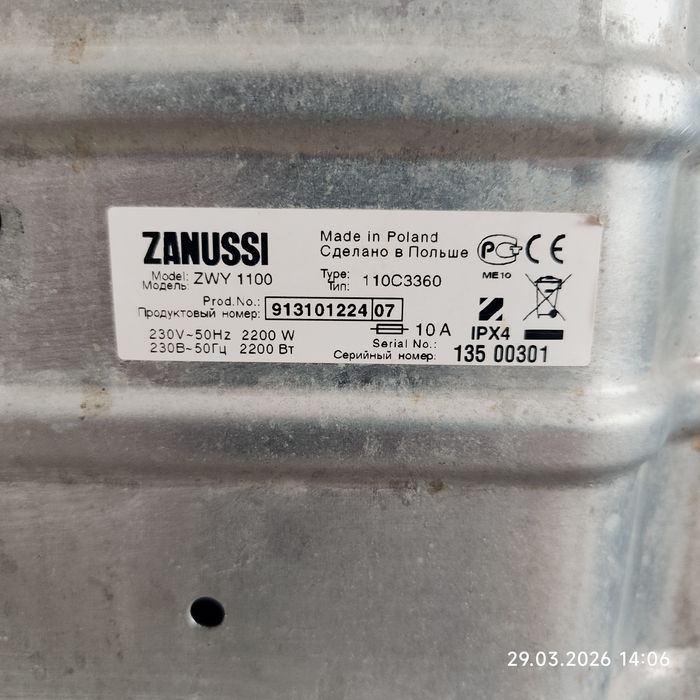 ZANUSSI
Made in Poland
Сделано в Польше
Model: ZWY 1100
Модель:
Type: 110C3360
Тип:
ME10
Prod.No.: 913101224 07
Продуктовый номер:
230V~50Hz 2200 W
230В~50Гц 2200 Вт
10 A
IPX4
Serial No.:
Серийный номер: 135 00301
29.03.2026 14:06